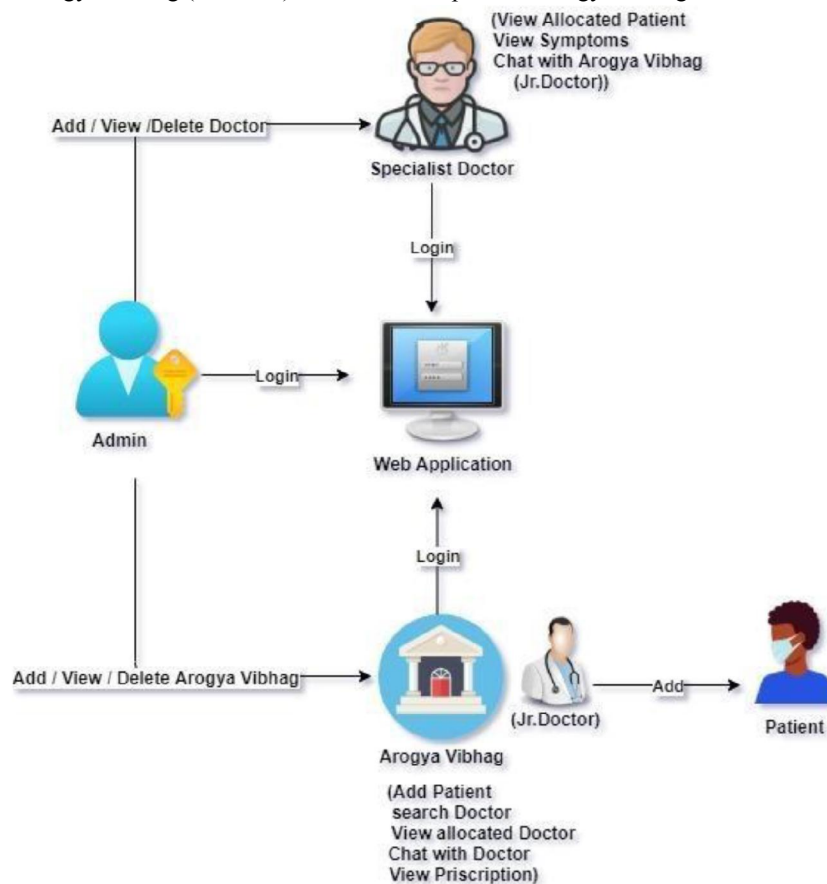 (View Allocated Patient
View Symptoms
Chat with Arogya Vibhag
(Jr.Doctor))
Add / View /Delete Doctor
Specialist Doctor
Login
Login
Admin
Web Application
Login
Add / View / Delete Arogya Vibhag
(Jr.Doctor)
Add
Patient
Arogya Vibhag
(Add Patient
search Doctor
View allocated Doctor
Chat with Doctor
View Priscription)